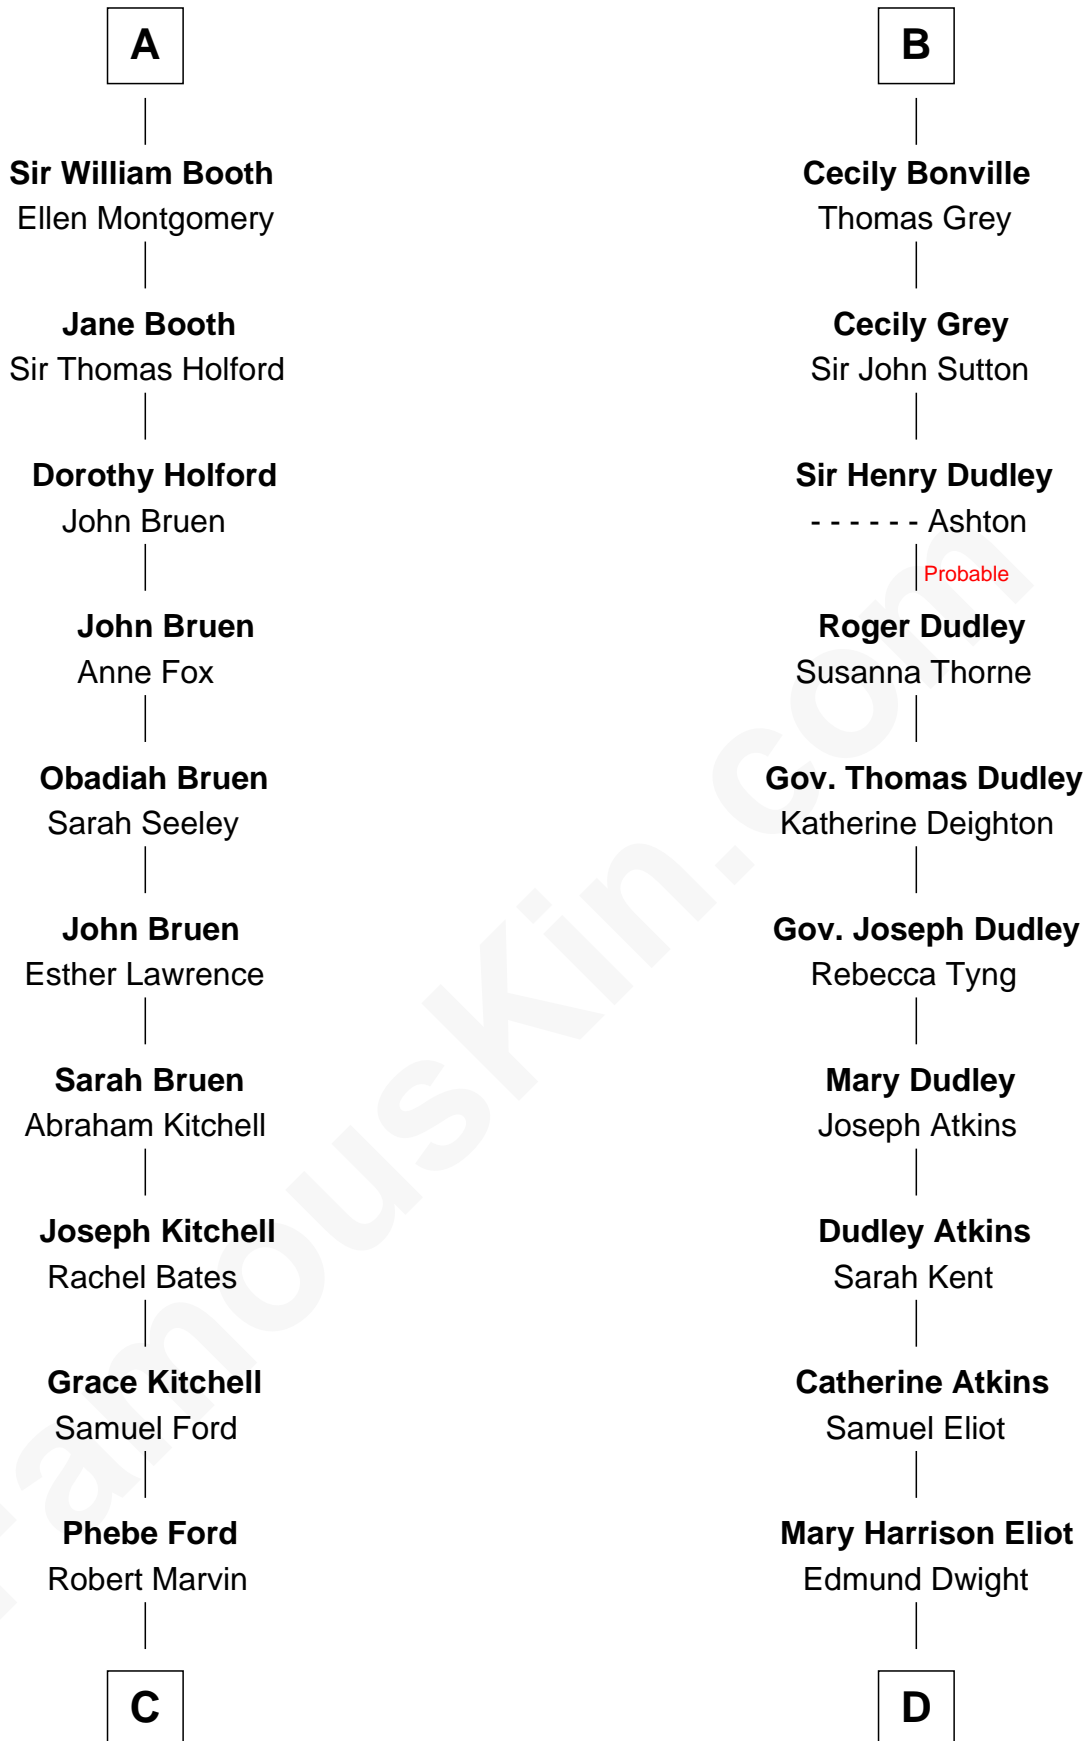 A
Sir William Booth
Ellen Montgomery
Jane Booth
Sir Thomas Holford
Dorothy Holford
John Bruen
John Bruen
Anne Fox
Obadiah Bruen
Sarah Seeley
John Bruen
Esther Lawrence
Sarah Bruen
Abraham Kitchell
Joseph Kitchell
Rachel Bates
Grace Kitchell
Samuel Ford
Phebe Ford
Robert Marvin
C
B
Cecily Bonville
Thomas Grey
Cecily Grey
Sir John Sutton
Sir Henry Dudley
- - - - - - Ashton
Probable
Roger Dudley
Susanna Thorne
Gov. Thomas Dudley
Katherine Deighton
Gov. Joseph Dudley
Rebecca Tyng
Mary Dudley
Joseph Atkins
Dudley Atkins
Sarah Kent
Catherine Atkins
Samuel Eliot
Mary Harrison Eliot
Edmund Dwight
D
FamousKin.com